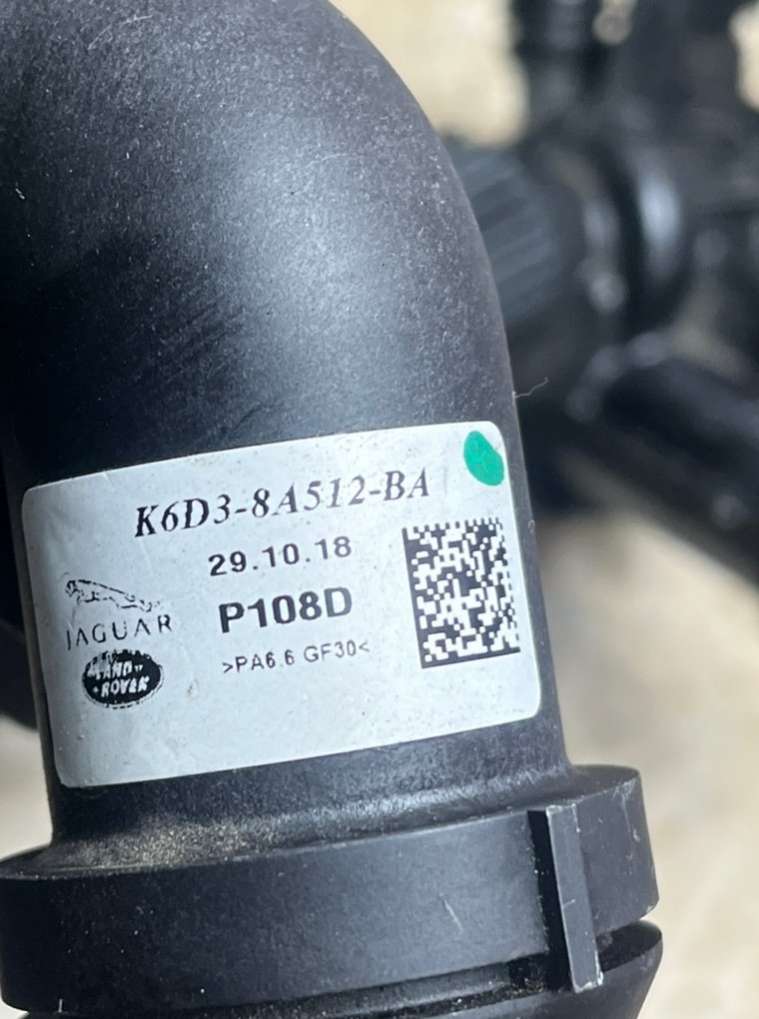 K6D3-8A512-BA
29.10.18
P108D
>PA6.6 GF30<
JAGUAR
LAND
ROVER